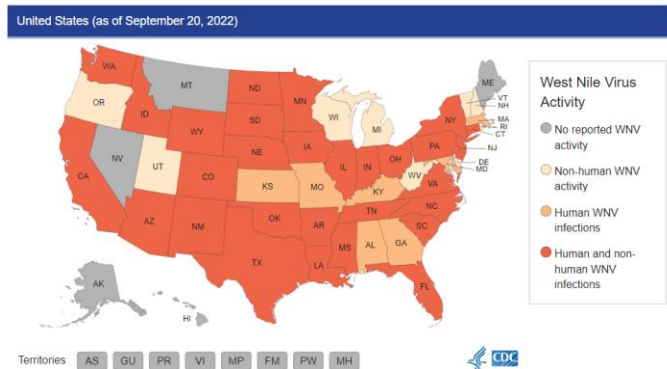 United States (as of September 20, 2022)
WA
MT
ND
MN
ME
OR
ID
SD
WI
MI
NY
VT
NH
MA
RI
CT
WY
NE
IA
PA
NJ
NV
UT
CO
IL
IN
OH
DE
MD
CA
KS
MO
KY
WV
VA
AZ
NM
OK
AR
TN
NC
TX
LA
MS
AL
GA
SC
FL
AK
HI
West Nile Virus
Activity
No reported WNV
activity
Non-human WNV
activity
Human WNV
infections
Human and non-
human WNV
infections
Territories AS GU PR VI MP FM PW MH
CDC